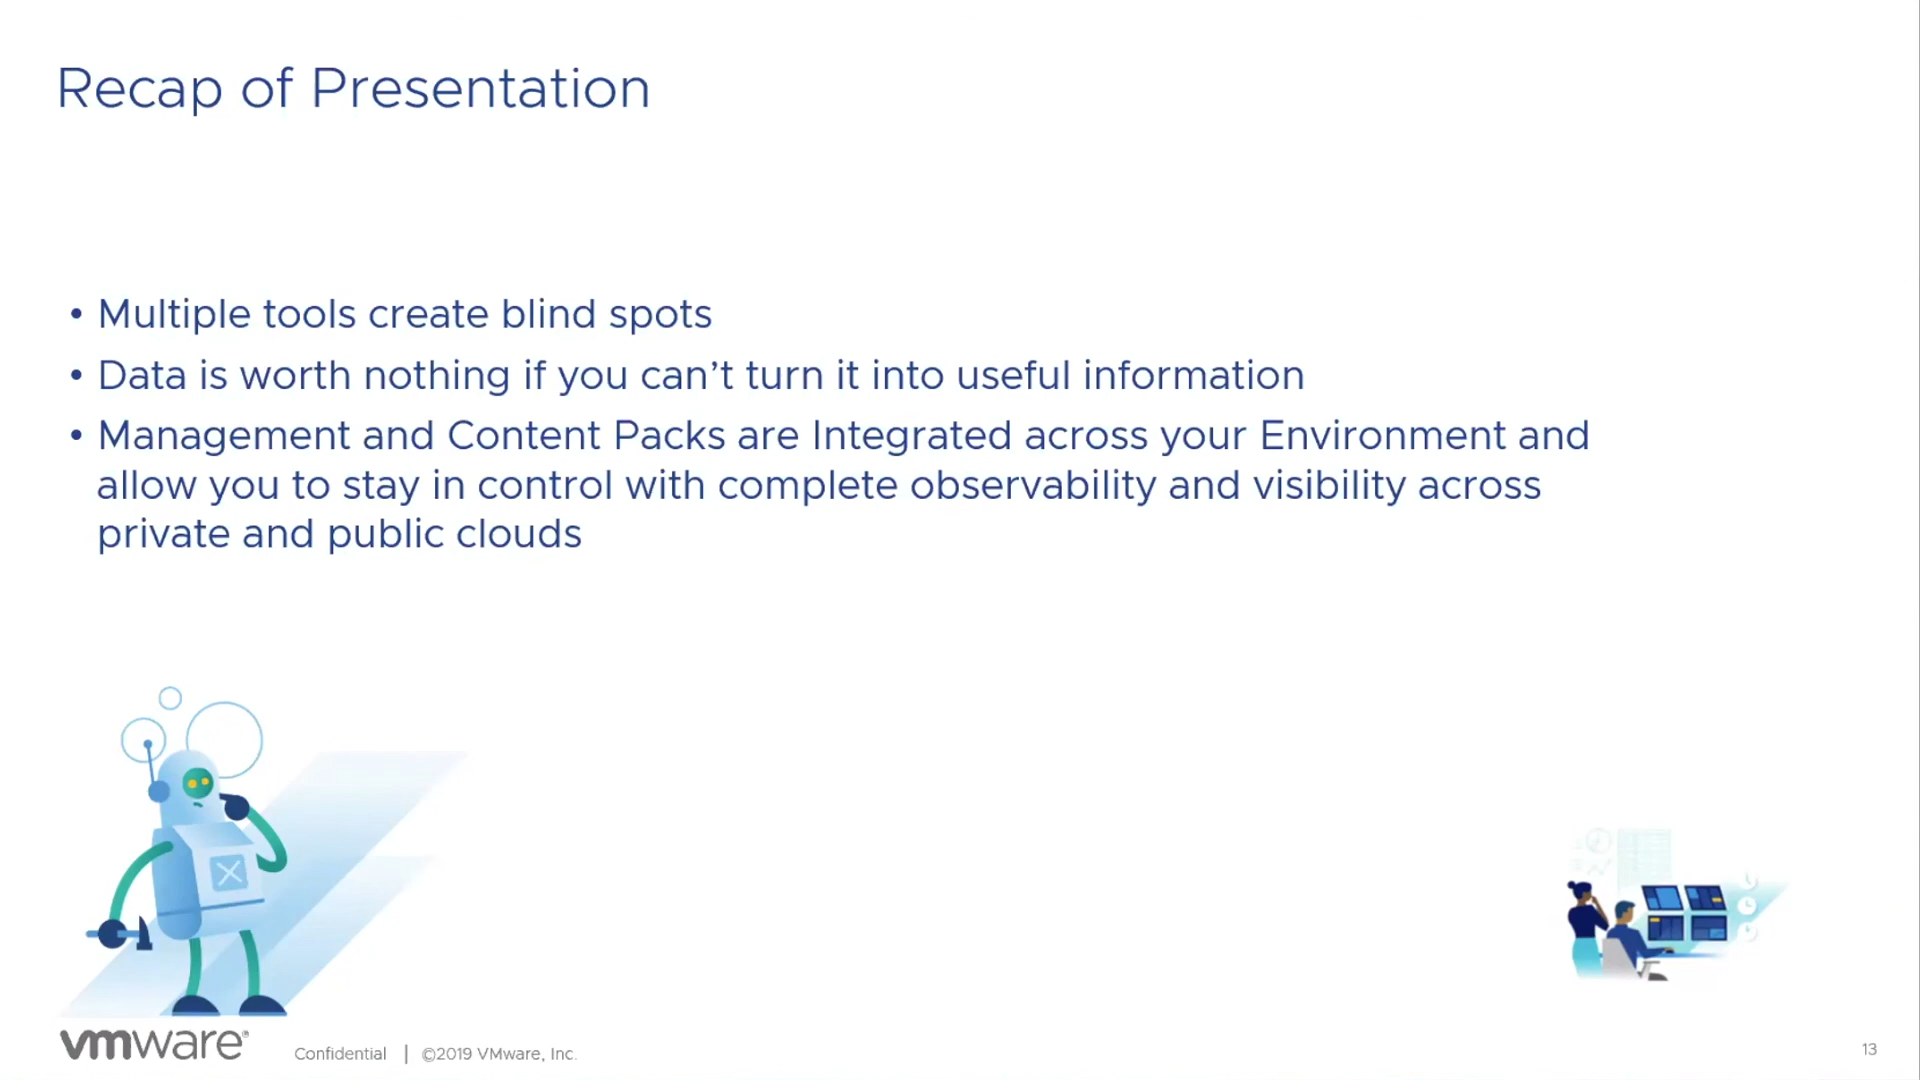 Recap of Presentation
• Multiple tools create blind spots
• Data is worth nothing if you can’t turn it into useful information
• Management and Content Packs are Integrated across your Environment and
allow you to stay in control with complete observability and visibility across
private and public clouds
vmware®
Confidential | ©2019 VMware, Inc.
13